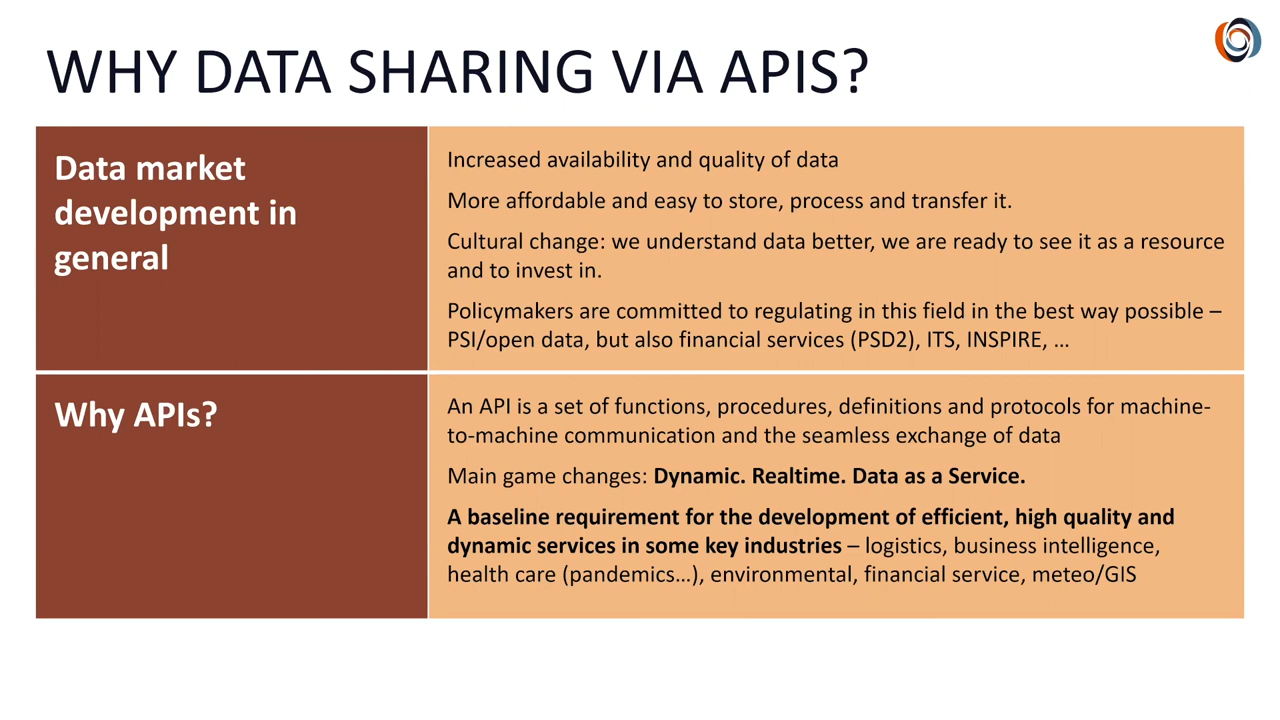 WHY DATA SHARING VIA APIS?
Data market
development in
general
Increased availability and quality of data
More affordable and easy to store, process and transfer it.
Cultural change: we understand data better, we are ready to see it as a resource
and to invest in.
Policymakers are committed to regulating in this field in the best way possible –
PSI/open data, but also financial services (PSD2), ITS, INSPIRE, …
Why APIs?
An API is a set of functions, procedures, definitions and protocols for machine-
to-machine communication and the seamless exchange of data
Main game changes: Dynamic. Realtime. Data as a Service.
A baseline requirement for the development of efficient, high quality and
dynamic services in some key industries – logistics, business intelligence,
health care (pandemics…), environmental, financial service, meteo/GIS